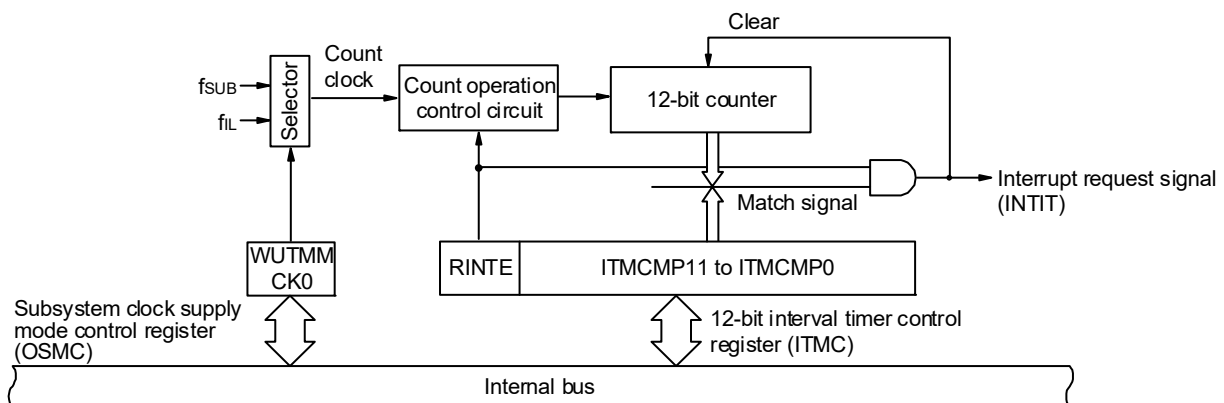 Clear
Count
clock
fSUB
fIL
Selector
Count operation
control circuit
12-bit counter
Match signal
Interrupt request signal
(INTIT)
WUTMM
CK0
RINTE
ITMCMP11 to ITMCMP0
Subsystem clock supply
mode control register
(OSMC)
12-bit interval timer control
register (ITMC)
Internal bus